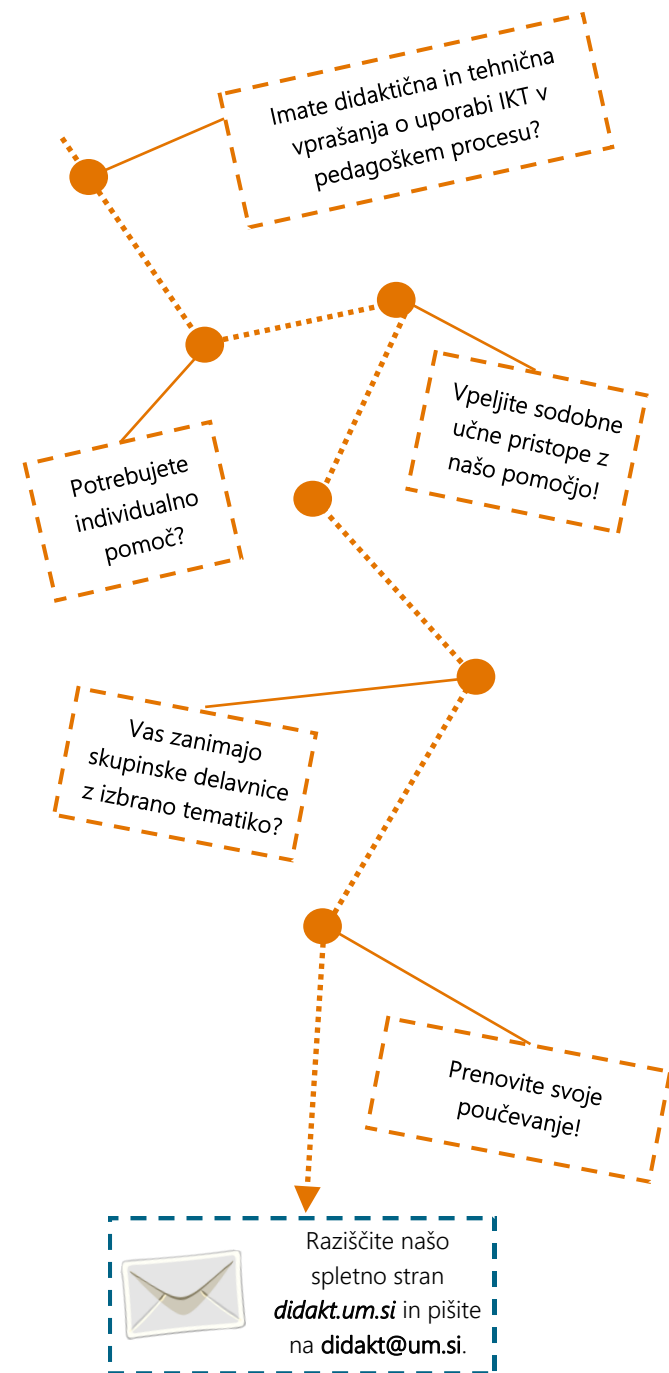 Imate didaktična in tehnična
vprašanja o uporabi IKT v
pedagoškem procesu?
Vpeljite sodobne
učne pristope z
našo pomočjo!
Potrebujete
individualno
pomoč?
Vas zanimajo
skupinske delavnice
z izbrano tematiko?
Prenovite svoje
poučevanje!
Raziščite našo
spletno stran
didakt.um.si in pišite
na didakt@um.si.